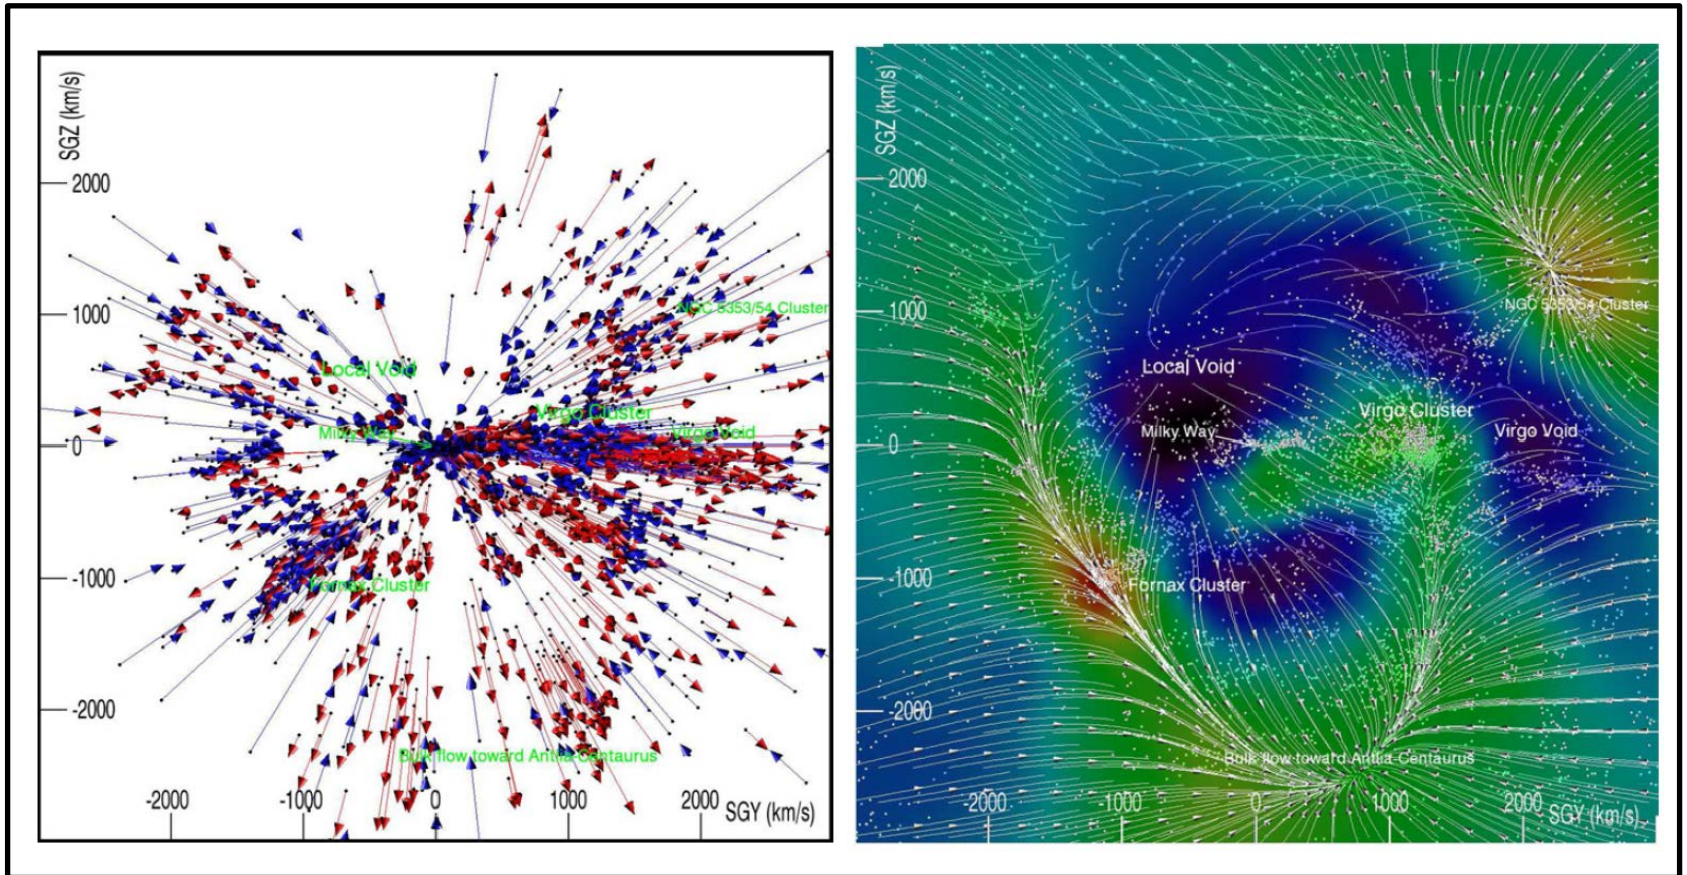 SGZ (km/s)
2000
1000
0
-1000
-2000
NGC 5353/54 Cluster
Local Void
Virgo Cluster
Milky Way
Virgo Void
Fornax Cluster
Bulk flow toward Antlia-Centaurus
-2000
-1000
0
1000
2000
SGY (km/s)
SGZ (km/s)
2000
1000
0
-1000
-2000
NGC 5353/54 Cluster
Local Void
Virgo Cluster
Milky Way
Virgo Void
Fornax Cluster
Bulk flow toward Antlia-Centaurus
-2000
-1000
0
1000
2000
SGY (km/s)